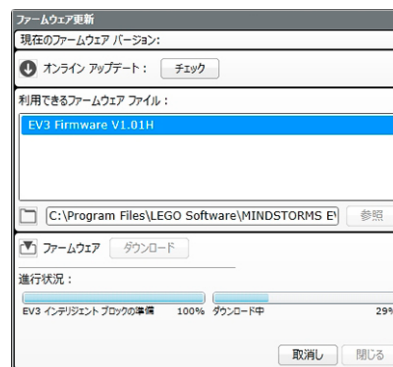 ファームウェア更新
現在のファームウェア バージョン:
オンライン アップデート： チェック
利用できるファームウェア ファイル：
EV3 Firmware V1.01H
C:\Program Files\LEGO Software\MINDSTORMS EV 参照
ファームウェア ダウンロード
進行状況：
EV3 インテリジェント ブロックの準備 100% ダウンロード中 29%
取消し 閉じる